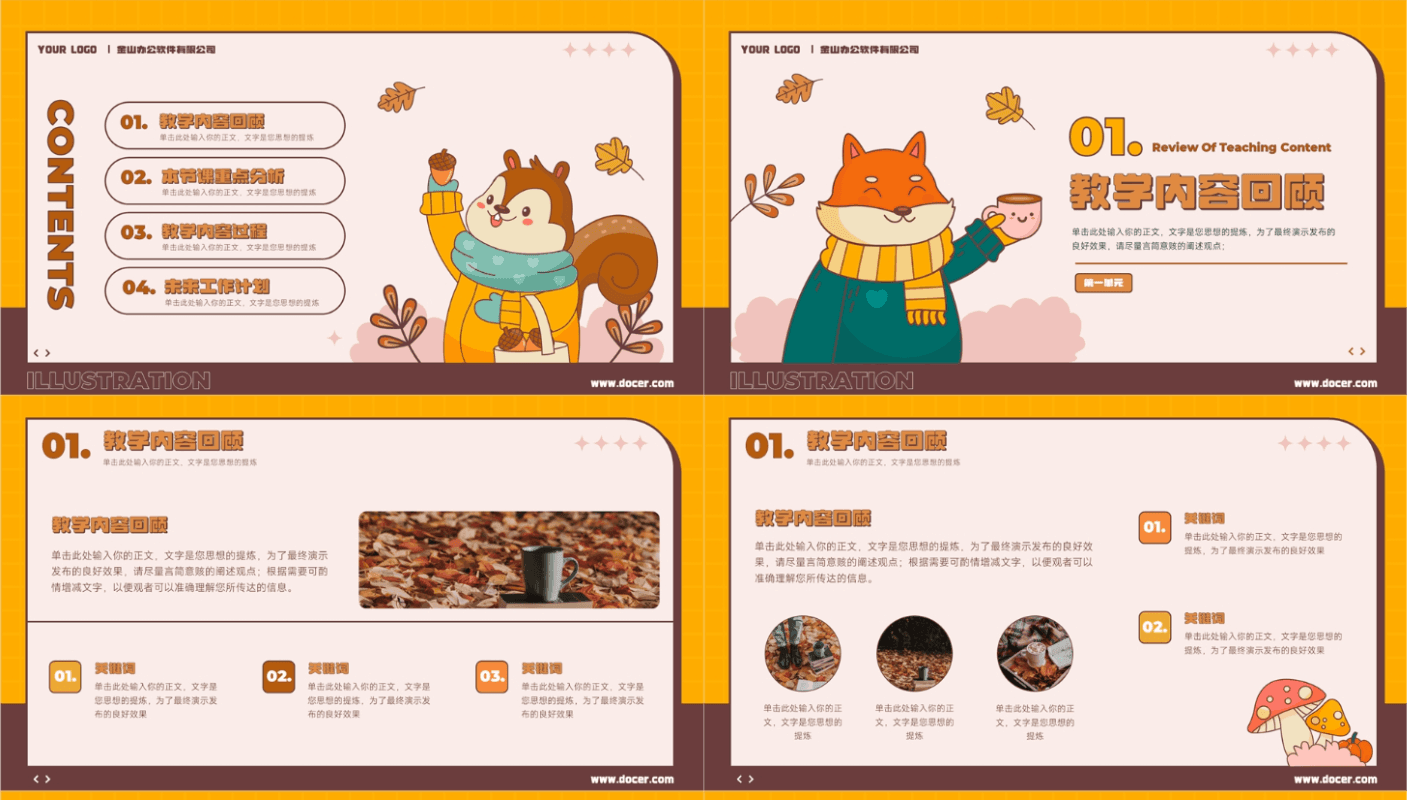 YOUR LOGO | 金山办公软件有限公司
CONTENTS
01. 教学内容回顾
单击此处输入你的正文，文字是您思想的提炼
02. 本节课重点分析
单击此处输入你的正文，文字是您思想的提炼
03. 教学内容过程
单击此处输入你的正文，文字是您思想的提炼
04. 未来工作计划
单击此处输入你的正文，文字是您思想的提炼
ILLUSTRATION
www.docer.com
YOUR LOGO | 金山办公软件有限公司
01. Review Of Teaching Content
教学内容回顾
单击此处输入你的正文，文字是您思想的提炼，为了最终演示发布的
良好效果，请尽量言简意赅的阐述观点；
第一单元
ILLUSTRATION
www.docer.com
01. 教学内容回顾
单击此处输入你的正文，文字是您思想的提炼
教学内容回顾
单击此处输入你的正文，文字是您思想的提炼，为了最终演示
发布的良好效果，请尽量言简意赅的阐述观点；根据需要可酌
情增减文字，以便观者可以准确理解您所传达的信息。
01. 关键词
单击此处输入你的正文，文字是
您思想的提炼，为了最终演示发
布的良好效果
02. 关键词
单击此处输入你的正文，文字是
您思想的提炼，为了最终演示发
布的良好效果
03. 关键词
单击此处输入你的正文，文字是
您思想的提炼，为了最终演示发
布的良好效果
www.docer.com
01. 教学内容回顾
单击此处输入你的正文，文字是您思想的提炼
教学内容回顾
单击此处输入你的正文，文字是您思想的提炼，为了最终演示发布的良好效
果，请尽量言简意赅的阐述观点；根据需要可酌情增减文字，以便观者可以
准确理解您所传达的信息。
单击此处输入你的正
文，文字是您思想的
提炼
单击此处输入你的正
文，文字是您思想的
提炼
单击此处输入你的正
文，文字是您思想的
提炼
01. 关键词
单击此处输入你的正文，文字是您思想的
提炼，为了最终演示发布的良好效果
02. 关键词
单击此处输入你的正文，文字是您思想的
提炼，为了最终演示发布的良好效果
www.docer.com